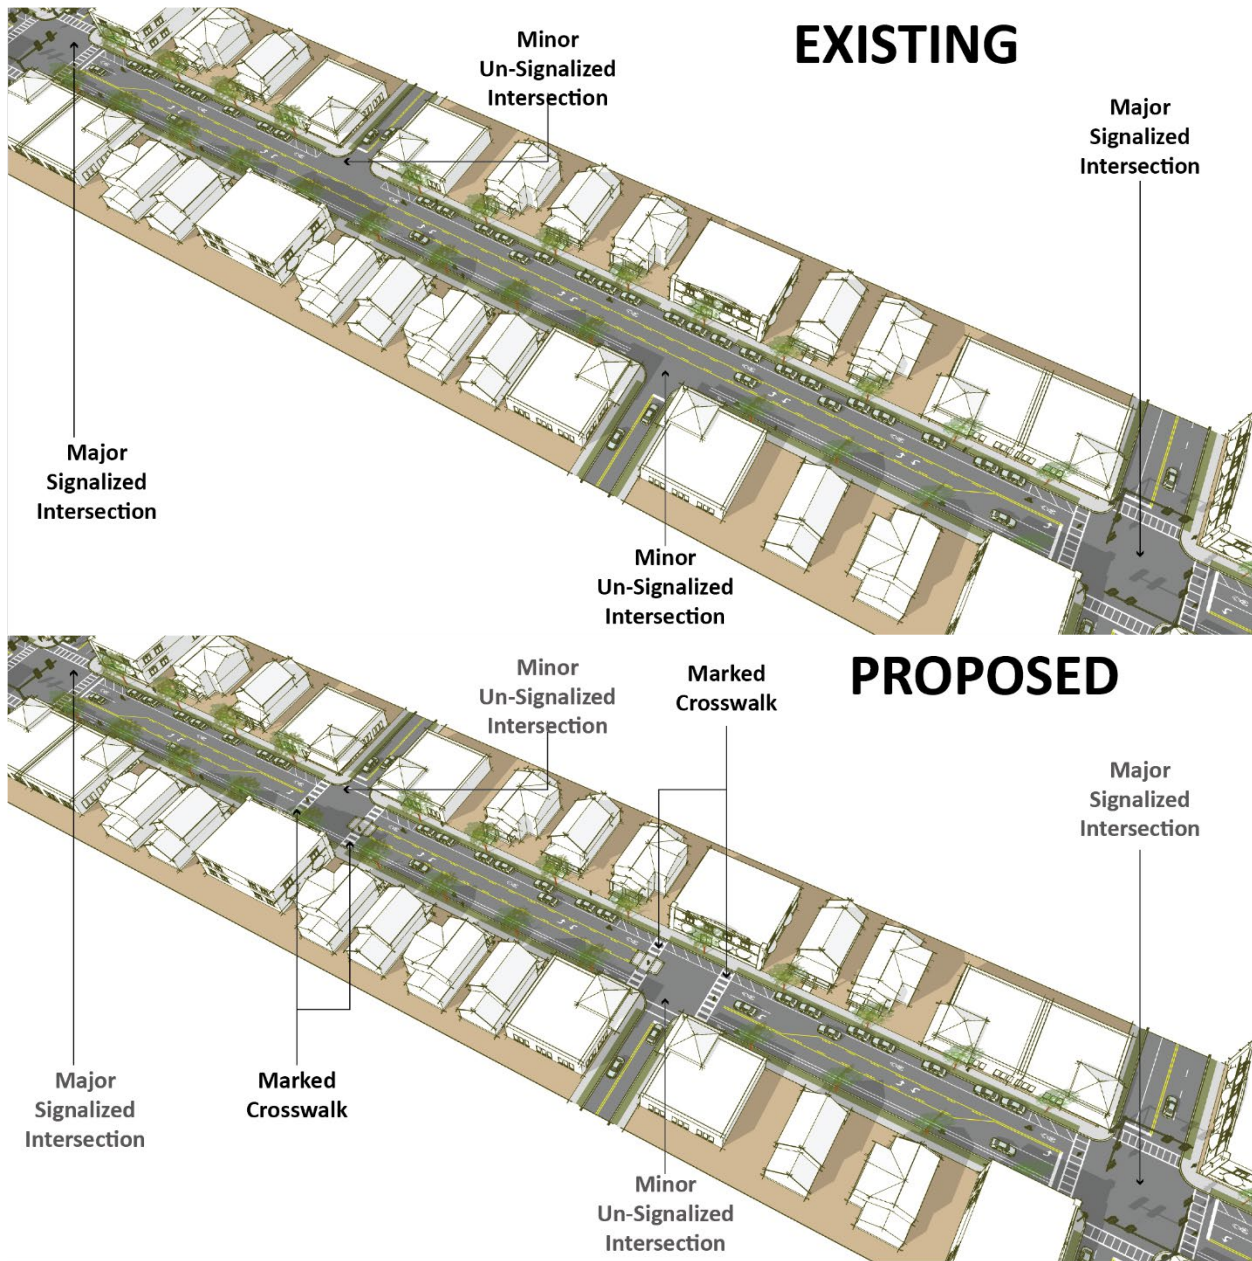 EXISTING
Minor
Un-Signalized
Intersection
Major
Signalized
Intersection
Major
Signalized
Intersection
Minor
Un-Signalized
Intersection
PROPOSED
Minor
Un-Signalized
Intersection
Marked
Crosswalk
Major
Signalized
Intersection
Major
Signalized
Intersection
Marked
Crosswalk
Minor
Un-Signalized
Intersection